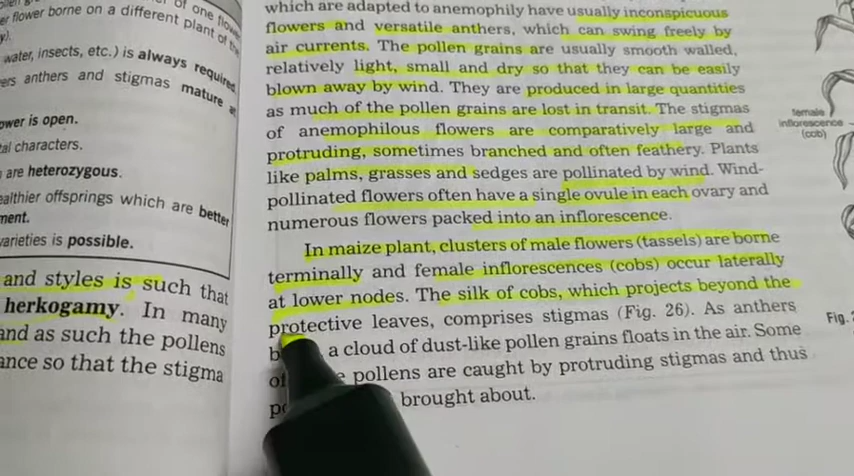 of one flower
er flower borne on a different plant of the
y).
water, insects, etc.) is always required
ers anthers and stigmas mature at
ower is open.
tal characters.
are heterozygous.
ealthier offsprings which are better
ment.
varieties is possible.
and styles is such that
herkogamy. In many
and as such the pollens
ance so that the stigma
which are adapted to anemophily have usually inconspicuous
flowers and versatile anthers, which can swing freely by
air currents. The pollen grains are usually smooth walled,
relatively light, small and dry so that they can be easily
blown away by wind. They are produced in large quantities
as much of the pollen grains are lost in transit. The stigmas
of anemophilous flowers are comparatively large and
protruding, sometimes branched and often feathery. Plants
like palms, grasses and sedges are pollinated by wind. Wind-
pollinated flowers often have a single ovule in each ovary and
numerous flowers packed into an inflorescence.
In maize plant, clusters of male flowers (tassels) are borne
terminally and female inflorescences (cobs) occur laterally
at lower nodes. The silk of cobs, which projects beyond the
protective leaves, comprises stigmas (Fig. 26). As anthers
a cloud of dust-like pollen grains floats in the air. Some
of pollens are caught by protruding stigmas and thus
brought about.
female
inflorescence
(cob)
Fig.